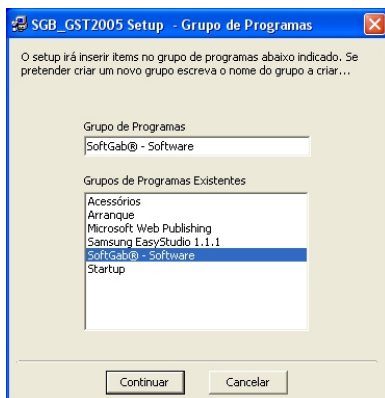 SGB_GST2005 Setup - Grupo de Programas
O setup irá inserir items no grupo de programas abaixo indicado. Se
pretender criar um novo grupo escreva o nome do grupo a criar...
Grupo de Programas
SoftGab® - Software
Grupos de Programas Existentes
Acessórios
Arranque
Microsoft Web Publishing
Samsung EasyStudio 1.1.1
SoftGab® - Software
Startup
Continuar
Cancelar